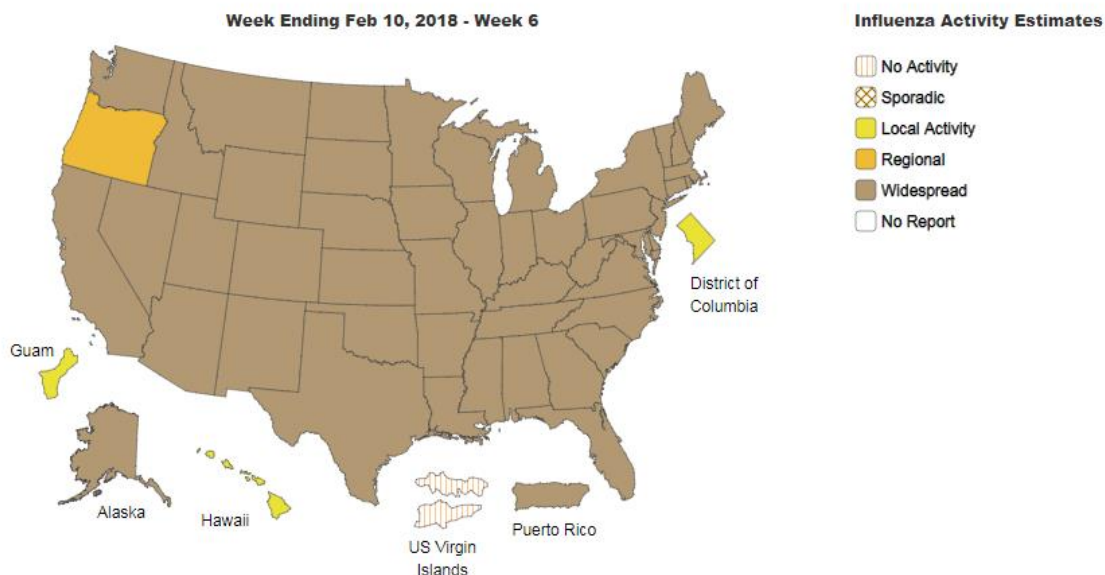 Week Ending Feb 10, 2018 - Week 6
Influenza Activity Estimates
No Activity
Sporadic
Local Activity
Regional
Widespread
No Report
District of
Columbia
Guam
Alaska
Hawaii
US Virgin
Islands
Puerto Rico